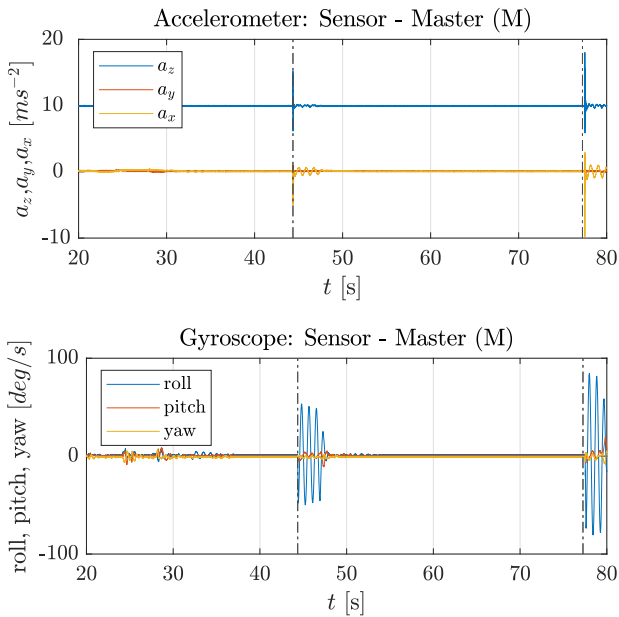 Accelerometer: Sensor - Master (M)
20
10
0
-10
a_z,a_y,a_x [ms^{-2}]
a_z
a_y
a_x
20 30 40 50 60 70 80
t [s]
Gyroscope: Sensor - Master (M)
100
0
-100
roll, pitch, yaw [deg/s]
roll
pitch
yaw
20 30 40 50 60 70 80
t [s]